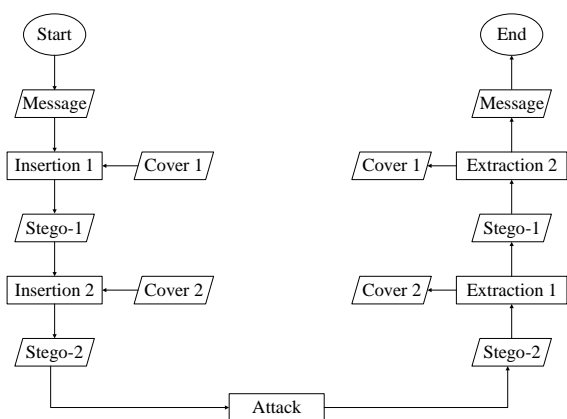 Start
End
Message
Message
Insertion 1
Cover 1
Cover 1
Extraction 2
Stego-1
Stego-1
Insertion 2
Cover 2
Cover 2
Extraction 1
Stego-2
Stego-2
Attack